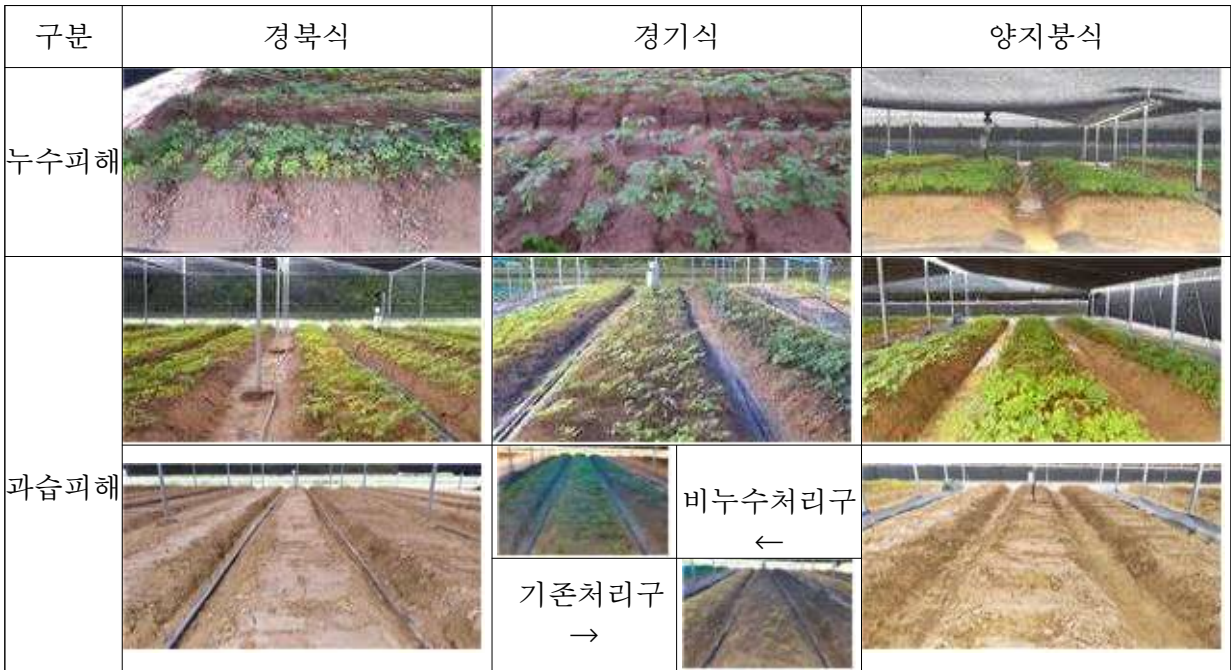 구분
경북식
경기식
양지붕식
누수피해
과습피해
비누수처리구
←
기존처리구
→